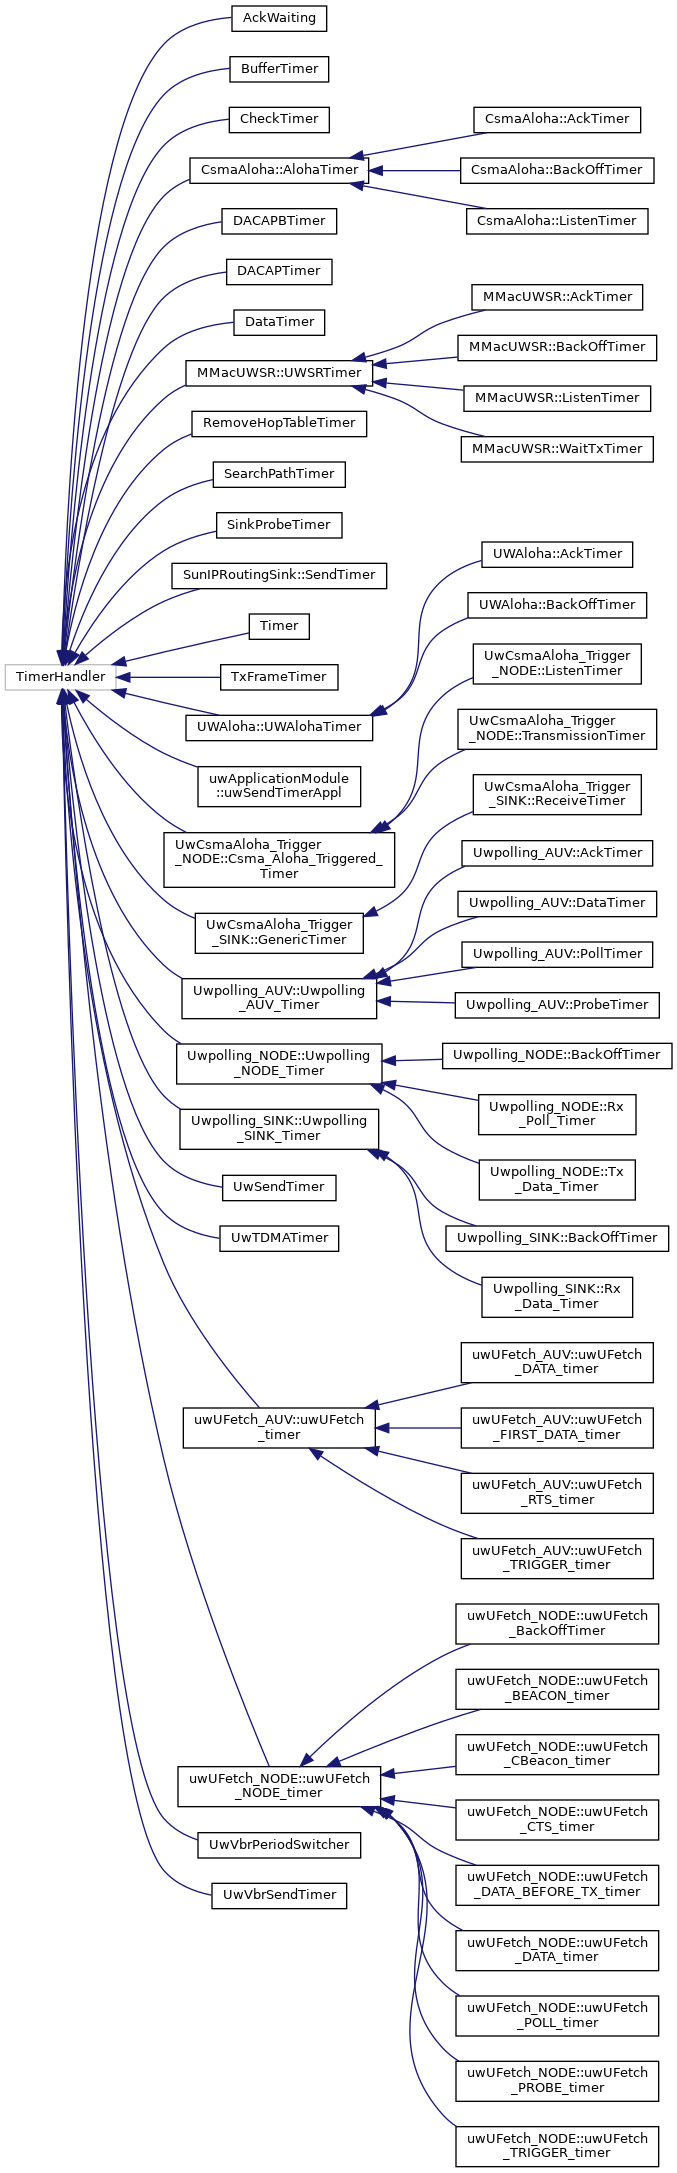 AckWaiting
BufferTimer
CheckTimer
CsmaAloha::AckTimer
CsmaAloha::AlohaTimer
CsmaAloha::BackOffTimer
CsmaAloha::ListenTimer
DACAPBTimer
DACAPTimer
DataTimer
MMacUWSR::AckTimer
MMacUWSR::BackOffTimer
MMacUWSR::UWSRTimer
MMacUWSR::ListenTimer
MMacUWSR::WaitTxTimer
RemoveHopTableTimer
SearchPathTimer
SinkProbeTimer
SunIPRoutingSink::SendTimer
Timer
TimerHandler
TxFrameTimer
UWAloha::UWAlohaTimer
UWAloha::AckTimer
UWAloha::BackOffTimer
uwApplicationModule
::uwSendTimerAppl
UwCsmaAloha_Trigger
_NODE::ListenTimer
UwCsmaAloha_Trigger
_NODE::TransmissionTimer
UwCsmaAloha_Trigger
_NODE::Csma_Aloha_Triggered_
Timer
UwCsmaAloha_Trigger
_SINK::ReceiveTimer
UwCsmaAloha_Trigger
_SINK::GenericTimer
Uwpolling_AUV::AckTimer
Uwpolling_AUV::DataTimer
Uwpolling_AUV::PollTimer
Uwpolling_AUV::ProbeTimer
Uwpolling_AUV::Uwpolling
_AUV_Timer
Uwpolling_NODE::Uwpolling
_NODE_Timer
Uwpolling_NODE::BackOffTimer
Uwpolling_NODE::Rx
_Poll_Timer
Uwpolling_NODE::Tx
_Data_Timer
Uwpolling_SINK::Uwpolling
_SINK_Timer
Uwpolling_SINK::BackOffTimer
Uwpolling_SINK::Rx
_Data_Timer
UwSendTimer
UwTDMATimer
uwUFetch_AUV::uwUFetch
_timer
uwUFetch_AUV::uwUFetch
_DATA_timer
uwUFetch_AUV::uwUFetch
_FIRST_DATA_timer
uwUFetch_AUV::uwUFetch
_RTS_timer
uwUFetch_AUV::uwUFetch
_TRIGGER_timer
uwUFetch_NODE::uwUFetch
_NODE_timer
uwUFetch_NODE::uwUFetch
_BackOffTimer
uwUFetch_NODE::uwUFetch
_BEACON_timer
uwUFetch_NODE::uwUFetch
_CBeacon_timer
uwUFetch_NODE::uwUFetch
_CTS_timer
uwUFetch_NODE::uwUFetch
_DATA_BEFORE_TX_timer
uwUFetch_NODE::uwUFetch
_DATA_timer
uwUFetch_NODE::uwUFetch
_POLL_timer
uwUFetch_NODE::uwUFetch
_PROBE_timer
uwUFetch_NODE::uwUFetch
_TRIGGER_timer
UwVbrPeriodSwitcher
UwVbrSendTimer